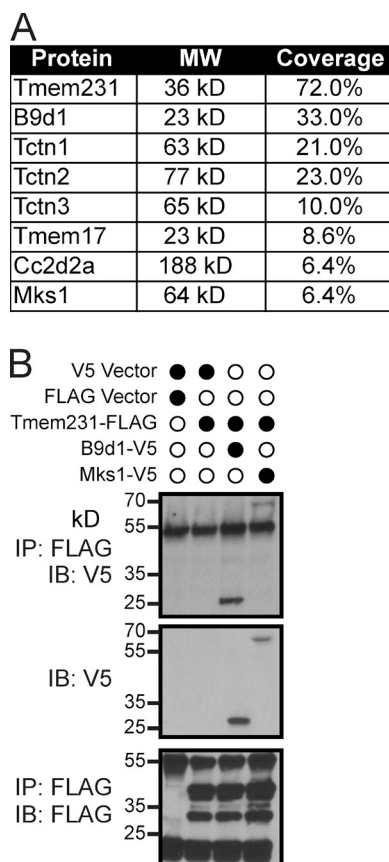 A
Protein MW Coverage
Tmem231 36 kD 72.0%
B9d1 23 kD 33.0%
Tctn1 63 kD 21.0%
Tctn2 77 kD 23.0%
Tctn3 65 kD 10.0%
Tmem17 23 kD 8.6%
Cc2d2a 188 kD 6.4%
Mks1 64 kD 6.4%
B
V5 Vector
FLAG Vector
Tmem231-FLAG
B9d1-V5
Mks1-V5
70
kD
55
IP: FLAG
IB: V5
35
25
70
55
IB: V5
35
25
55
IP: FLAG
IB: FLAG
35
25
15